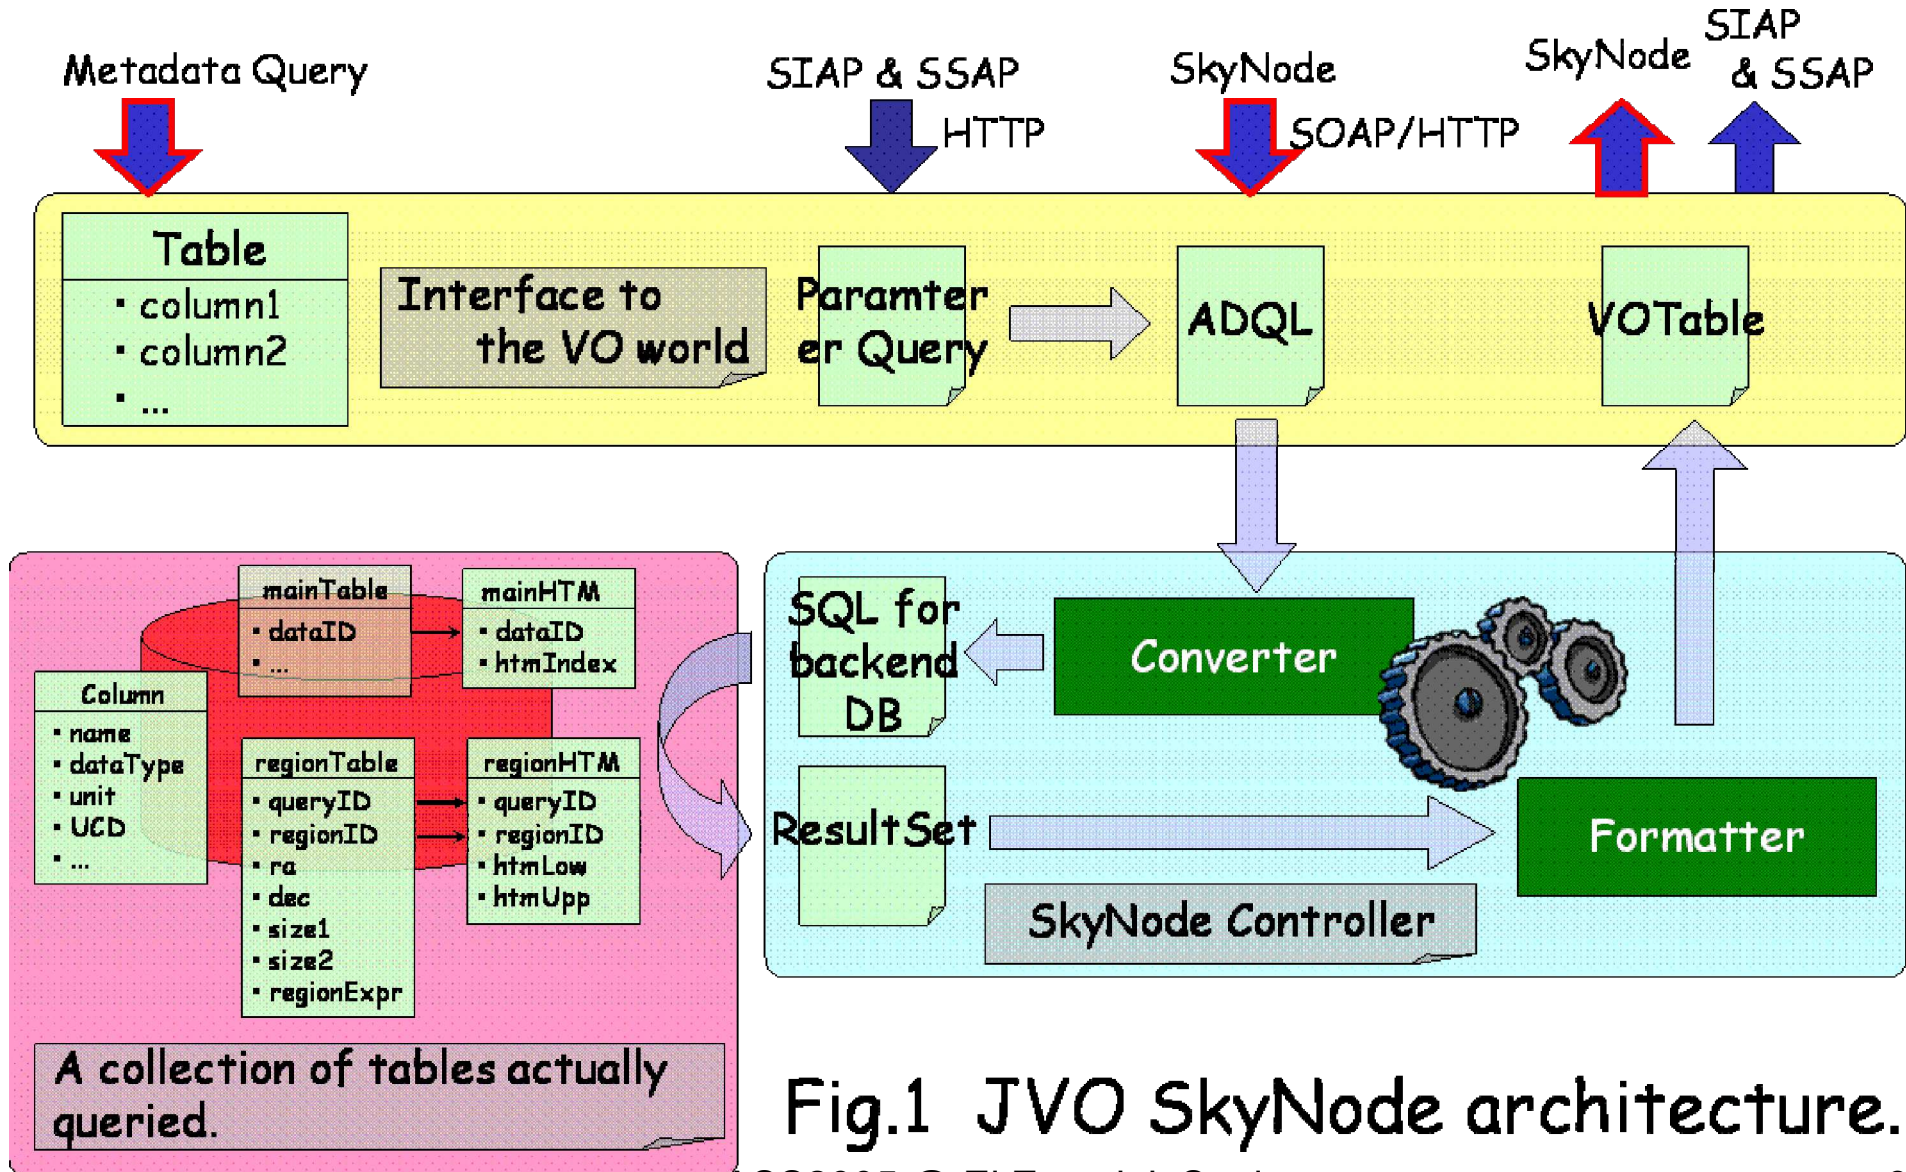 Metadata Query
SIAP & SSAP
HTTP
SkyNode
SOAP/HTTP
SkyNode
SIAP
& SSAP
Table
▪ column1
▪ column2
▪ ...
Interface to
the VO world
Paramter
er Query
ADQL
VOTable
mainTable
▪ dataID
▪ ...
mainHTM
▪ dataID
▪ htmIndex
Column
▪ name
▪ dataType
▪ unit
▪ UCD
▪ ...
regionTable
▪ queryID
▪ regionID
▪ ra
▪ dec
▪ size1
▪ size2
▪ regionExpr
regionHTM
▪ queryID
▪ regionID
▪ htmLow
▪ htmUpp
A collection of tables actually
queried.
SQL for
backend
DB
Converter
ResultSet
Formatter
SkyNode Controller
Fig.1 JVO SkyNode architecture.